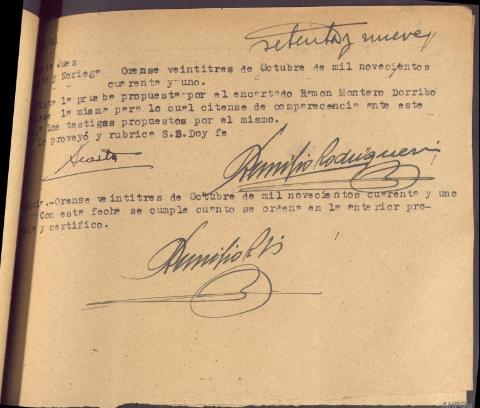 setenta y nueve
Juez
y Noriega Orense veintitres de Octubre de mil novecientos
cuarenta y uno.
la prueba propuesta por el encartado Ramon Montero Dorribo
la misma para lo cual citense de comparecencia ante este
los testigos propuestos por el mismo.
proveyó y rubrica S.S.Doy fe
.-Orense veintitres de Octubre de mil novecientos cuarenta y uno
Con esta fecha se cumple cuanto se ordena en la anterior pro-
y certifico.